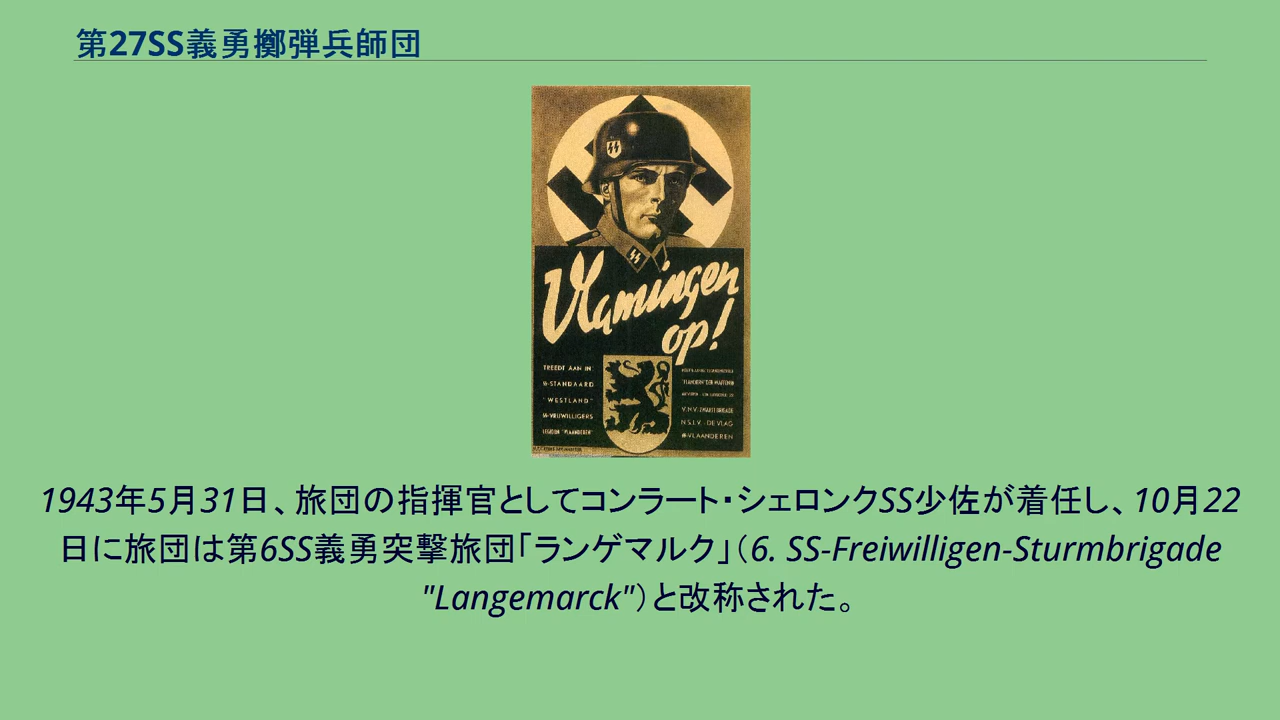 第27SS義勇擲弾兵師団
Vlamingen
op!
TREEDT AAN IN
SS-STANDAARD
"WESTLAND"
SS-VRIJWILLIGERS
LEGIOEN "VLAANDEREN"
V.N.V. ZWARTE BRIGADE
N.S.J.V. - DE VLAG
VLAANDEREN
1943年5月31日、旅団の指揮官としてコンラート・シェロンクSS少佐が着任し、10月22
日に旅団は第6SS義勇突撃旅団「ランゲマルク」（6. SS-Freiwilligen-Sturmbrigade
"Langemarck"）と改称された。